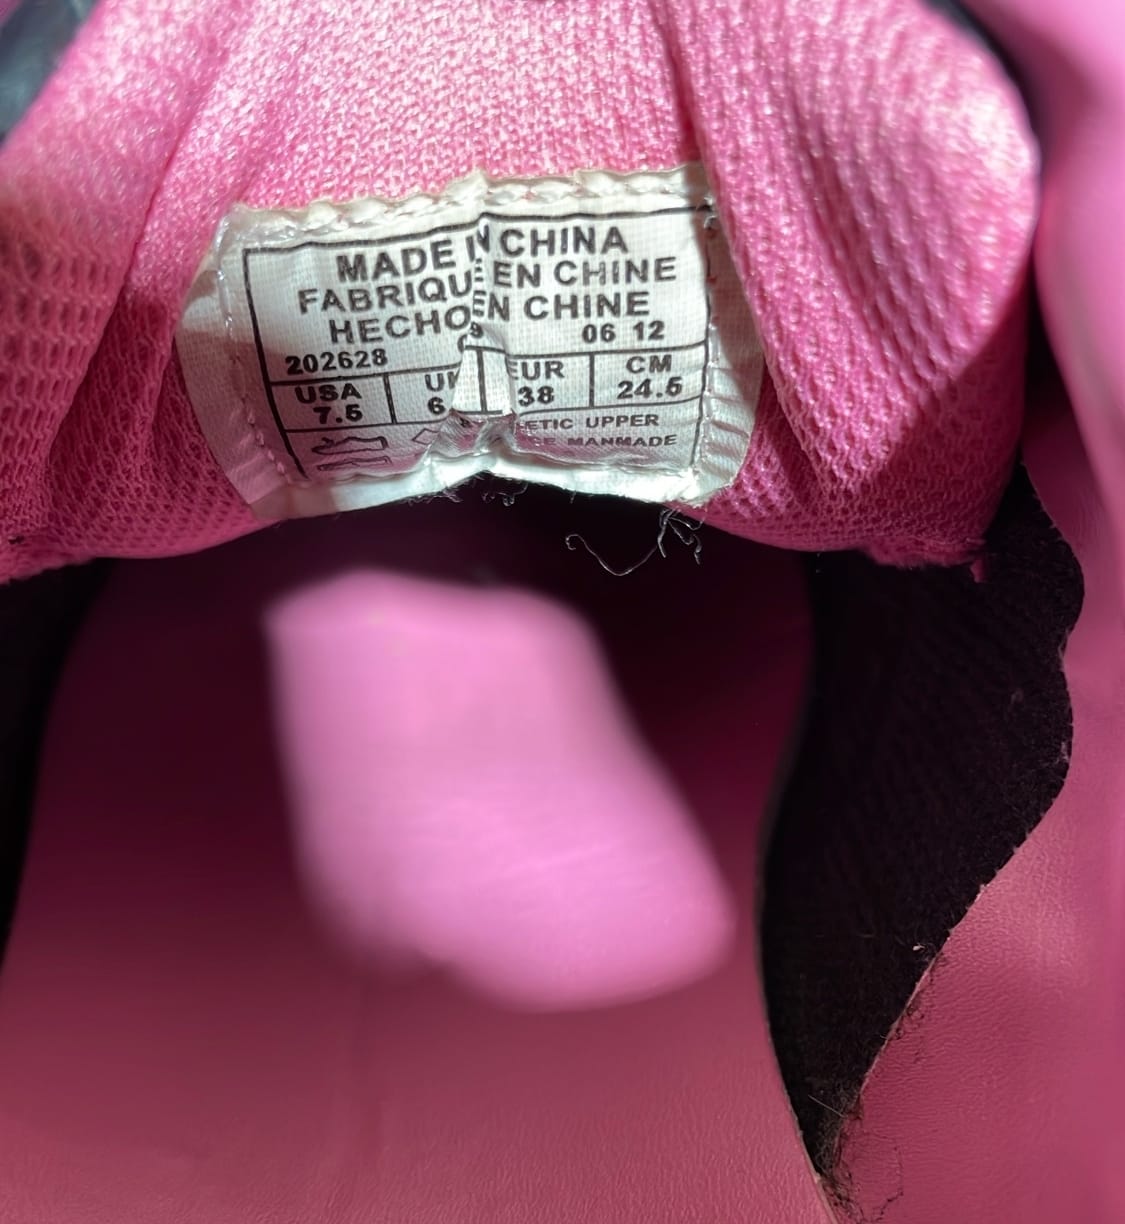 MADE IN CHINA
FABRIQUE EN CHINE
HECHO EN CHINE
202628 06 12
USA UK EUR CM
7.5 6 38 24.5
UPPER
MANMADE